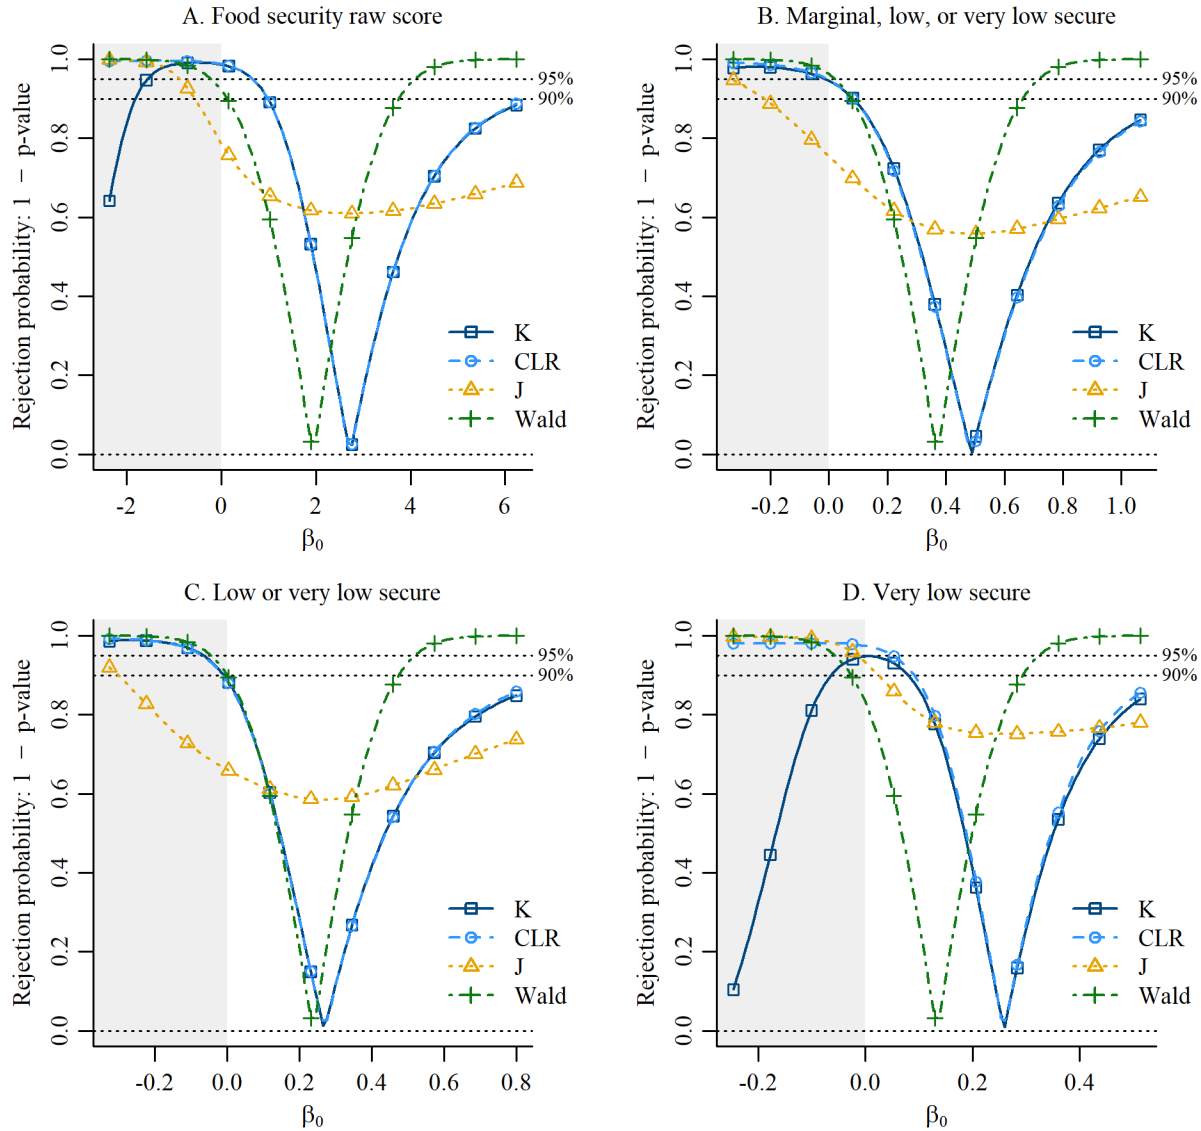 A. Food security raw score
Rejection probability: 1 − p-value
1.0
0.8
0.6
0.4
0.2
0.0
95%
90%
K
CLR
J
Wald
-2
0
2
4
6
β0
B. Marginal, low, or very low secure
Rejection probability: 1 − p-value
1.0
0.8
0.6
0.4
0.2
0.0
95%
90%
K
CLR
J
Wald
-0.2
0.0
0.2
0.4
0.6
0.8
1.0
β0
C. Low or very low secure
Rejection probability: 1 − p-value
1.0
0.8
0.6
0.4
0.2
0.0
95%
90%
K
CLR
J
Wald
-0.2
0.0
0.2
0.4
0.6
0.8
β0
D. Very low secure
Rejection probability: 1 − p-value
1.0
0.8
0.6
0.4
0.2
0.0
95%
90%
K
CLR
J
Wald
-0.2
0.0
0.2
0.4
β0